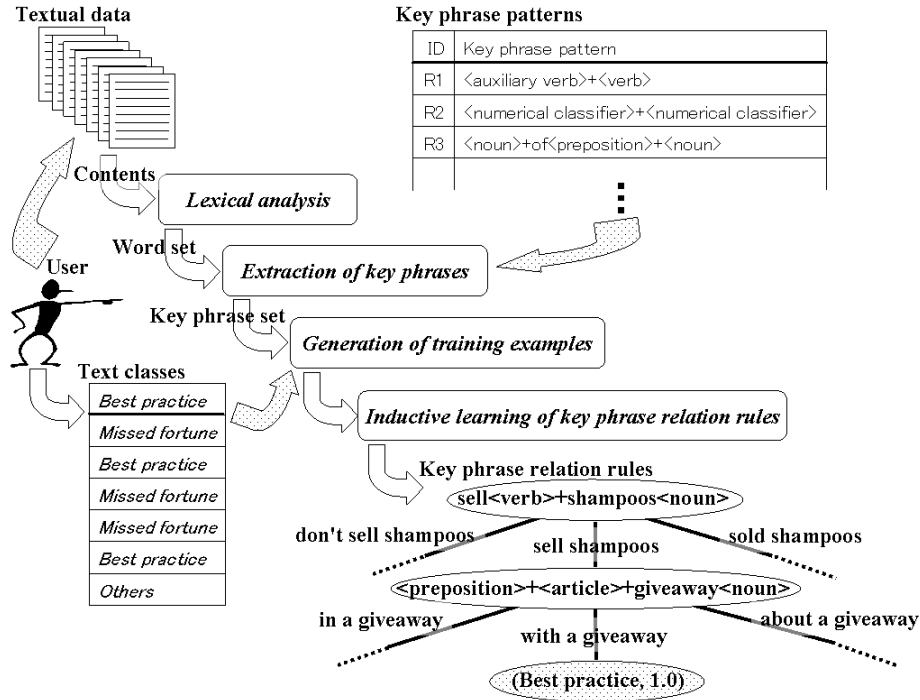 Textual data
Key phrase patterns
ID Key phrase pattern
R1 <auxiliary verb>+<verb>
R2 <numerical classifier>+<numerical classifier>
R3 <noun>+of<preposition>+<noun>
Contents
Lexical analysis
Word set
Extraction of key phrases
User
Key phrase set
Generation of training examples
Text classes
Best practice
Missed fortune
Best practice
Missed fortune
Missed fortune
Best practice
Others
Inductive learning of key phrase relation rules
Key phrase relation rules
sell<verb>+shampoos<noun>
don't sell shampoos
sell shampoos
sold shampoos
<preposition>+<article>+giveaway<noun>
in a giveaway
with a giveaway
about a giveaway
(Best practice, 1.0)